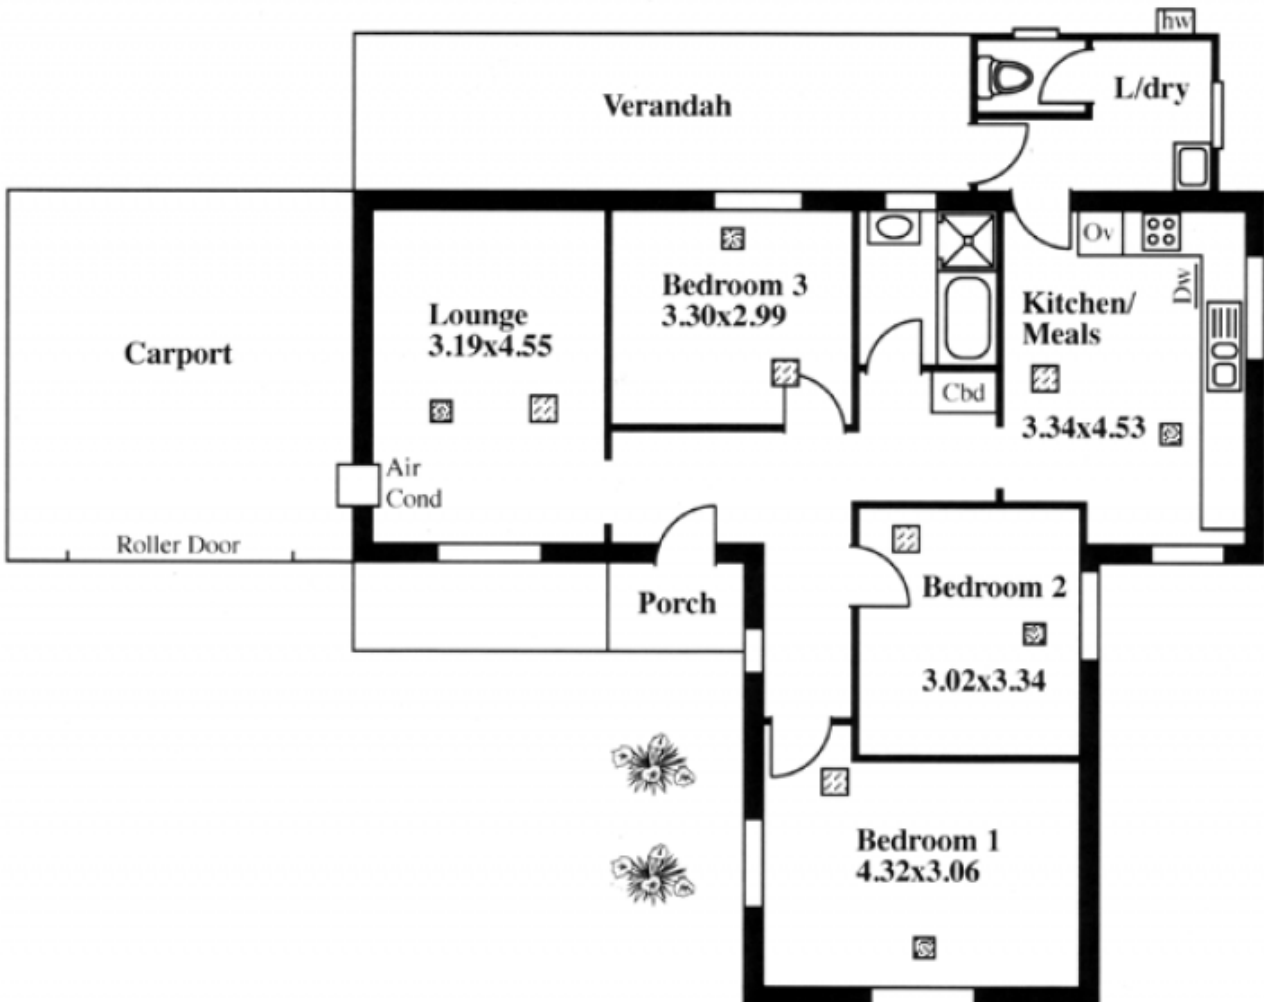 hw
L/dry
Verandah
Ov
Dw
Bedroom 3
3.30x2.99
Kitchen/
Meals
Lounge
3.19x4.55
Carport
Cbd
3.34x4.53
Air
Cond
Roller Door
Bedroom 2
Porch
3.02x3.34
Bedroom 1
4.32x3.06